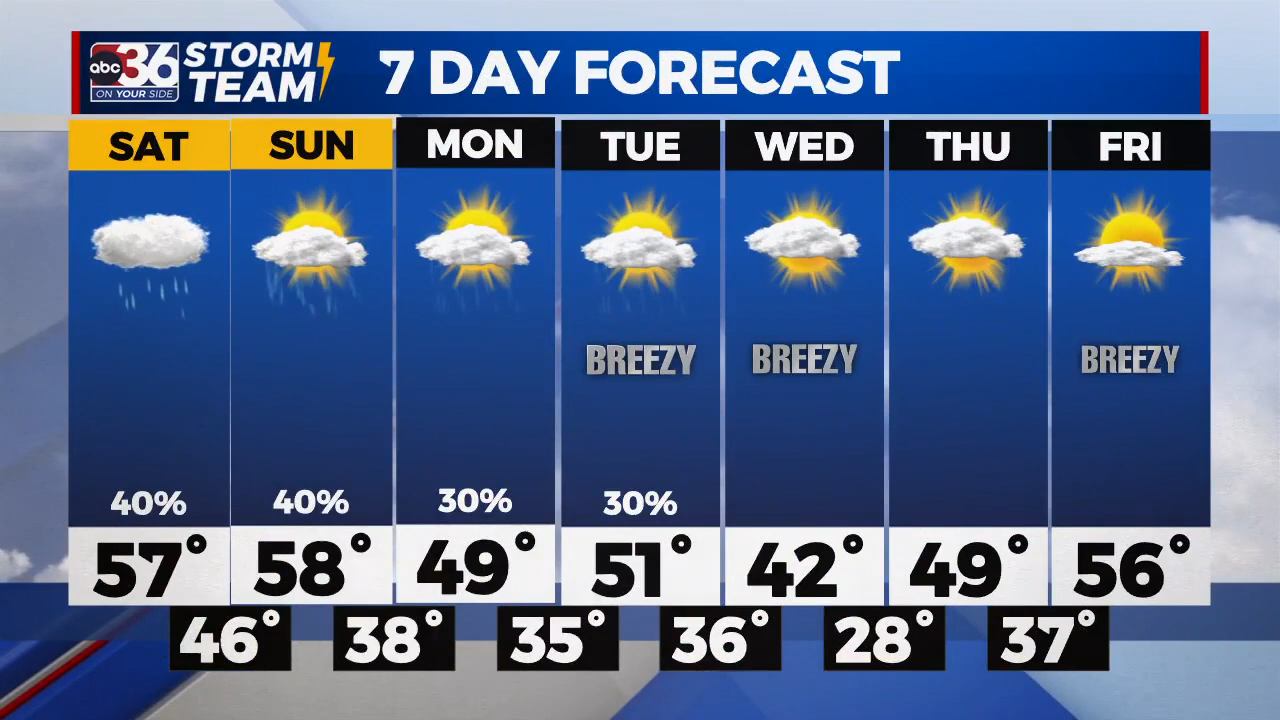 abc 36 STORM
TEAM
ON YOUR SIDE
7 DAY FORECAST
SAT SUN MON TUE WED THU FRI
BREEZY BREEZY BREEZY
40% 40% 30% 30%
57° 58° 49° 51° 42° 49° 56°
46° 38° 35° 36° 28° 37°